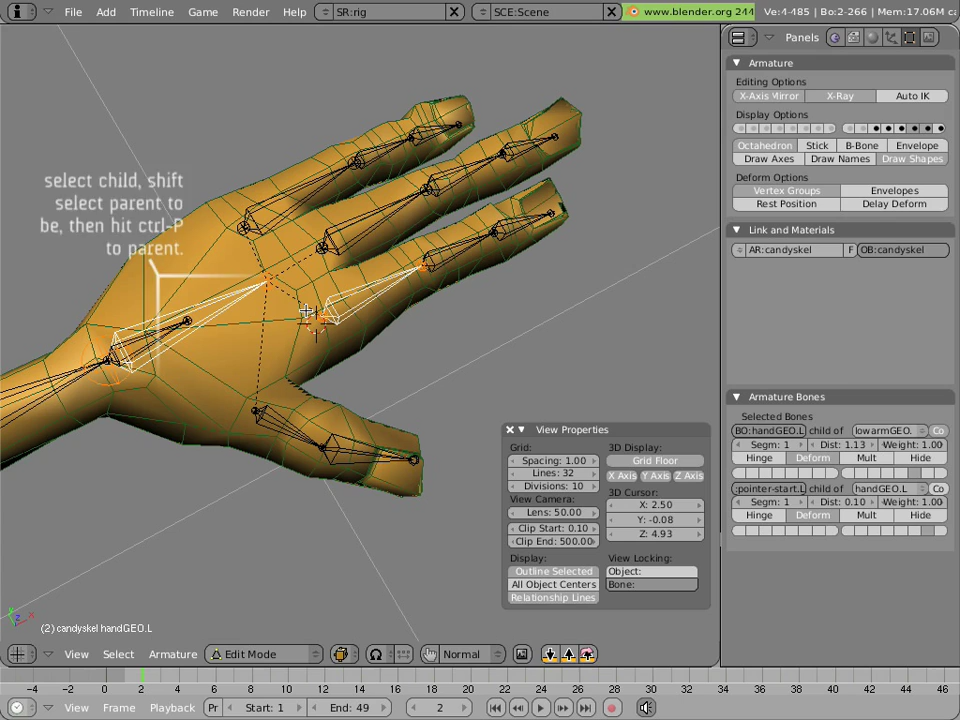 File Add Timeline Game Render Help SR:rig SCE:Scene www.blender.org 244 Ve:4-485 | Bo:2-266 | Mem:17.06M
Panels
select child, shift
select parent to
be, then hit ctrl-P
to parent.
(2) candyskel handGEO.L
Armature
Editing Options
X-Axis Mirror X-Ray Auto IK
Display Options
Octahedron Stick B-Bone Envelope
Draw Axes Draw Names Draw Shapes
Deform Options
Vertex Groups Envelopes
Rest Position Delay Deform
Link and Materials
AR:candyskel F OB:candyskel
Armature Bones
Selected Bones
BO:handGEO.L child of lowarmGEO. Co
Segm: 1 Dist: 1.13 Weight: 1.00
Hinge Deform Mult Hide
:pointer-start.L child of handGEO.L Co
Segm: 1 Dist: 0.10 Weight: 1.00
Hinge Deform Mult Hide
View Properties
Grid:
Spacing: 1.00
Lines: 32
Divisions: 10
View Camera:
Lens: 50.00
Clip Start: 0.10
Clip End: 500.00
Display:
Outline Selected
All Object Centers
Relationship Lines
3D Display:
Grid Floor
X Axis Y Axis Z Axis
3D Cursor:
X: 2.50
Y: -0.08
Z: 4.93
View Locking:
Object:
Bone:
View Select Armature Edit Mode Normal
-4 -2 0 2 4 6 8 10 12 14 16 18 20 22 24 26 28 30 32 34 36 38 40 42 44 46
View Frame Playback Pr Start: 1 End: 49 2